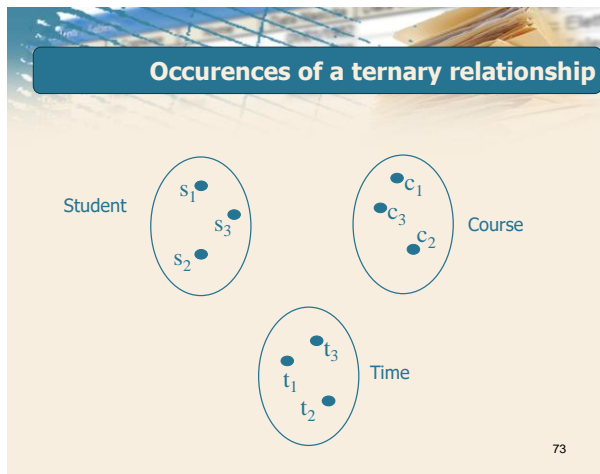 Occurences of a ternary relationship
Student
s₁
s₃
s₂
c₁
c₃
c₂
Course
t₃
t₁
t₂
Time
73